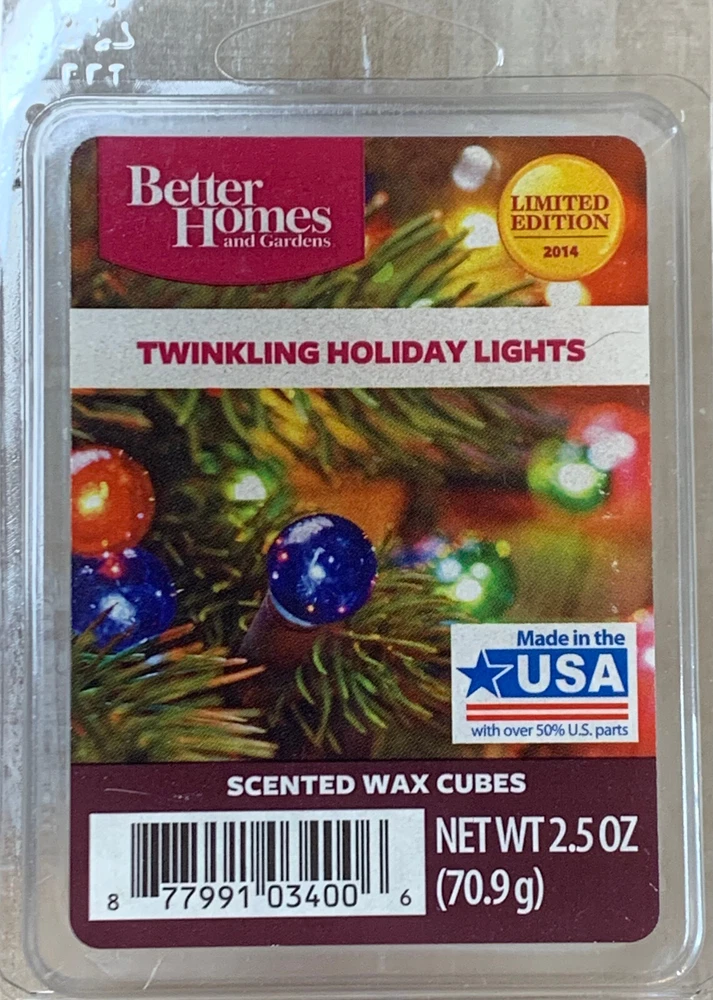 Better
Homes
and Gardens
LIMITED
EDITION
2014
TWINKLING HOLIDAY LIGHTS
Made in the
USA
with over 50% U.S. parts
SCENTED WAX CUBES
NET WT 2.5 OZ
(70.9 g)
8 77991 03400 6